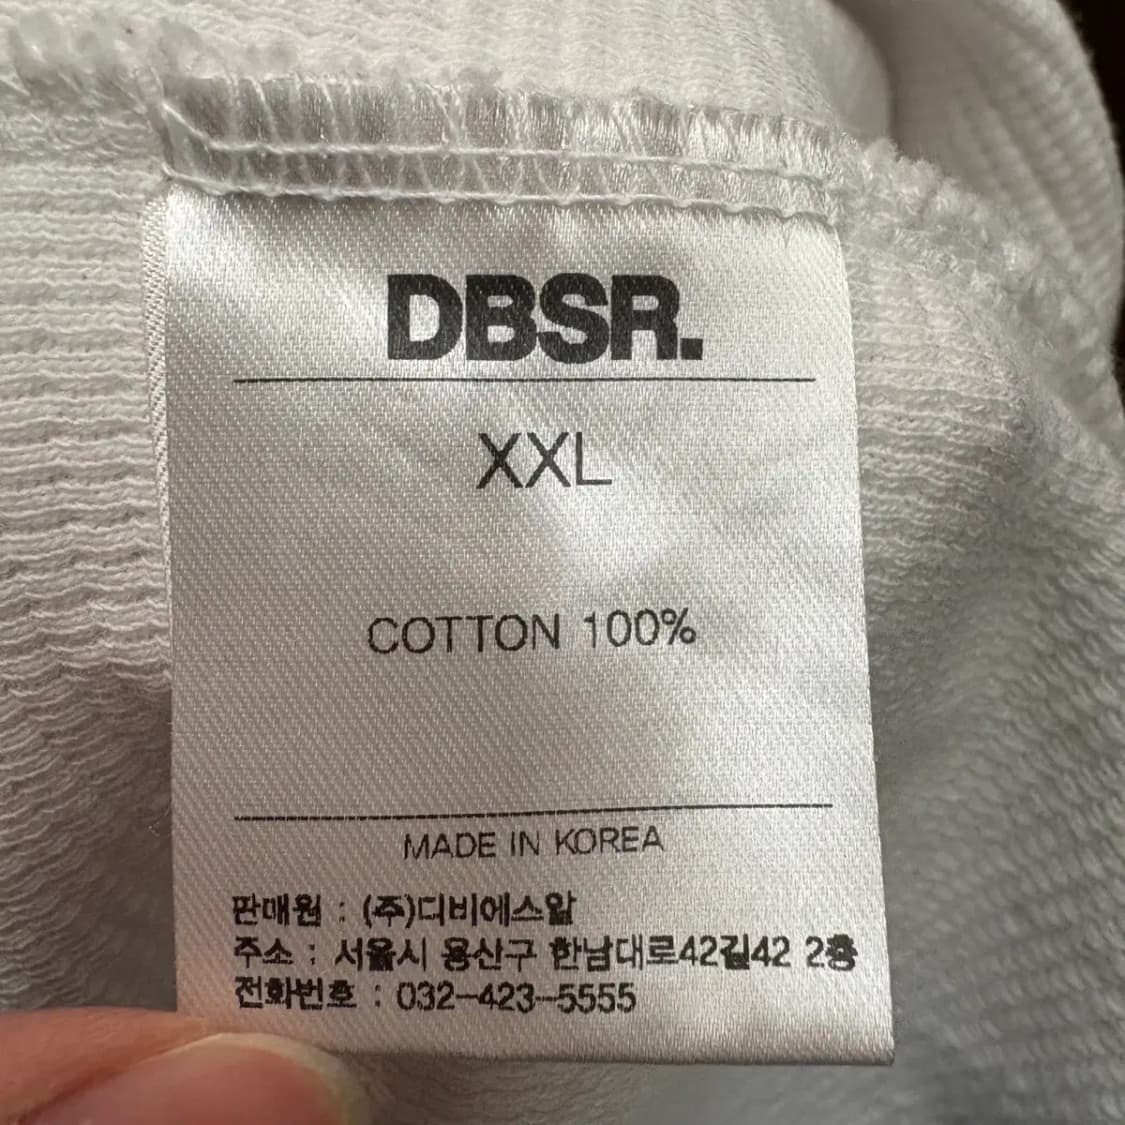 DBSR.
XXL
COTTON 100%
MADE IN KOREA
판매원 : (주)디비에스알
주소 : 서울시 용산구 한남대로42길42 2층
전화번호 : 032-423-5555